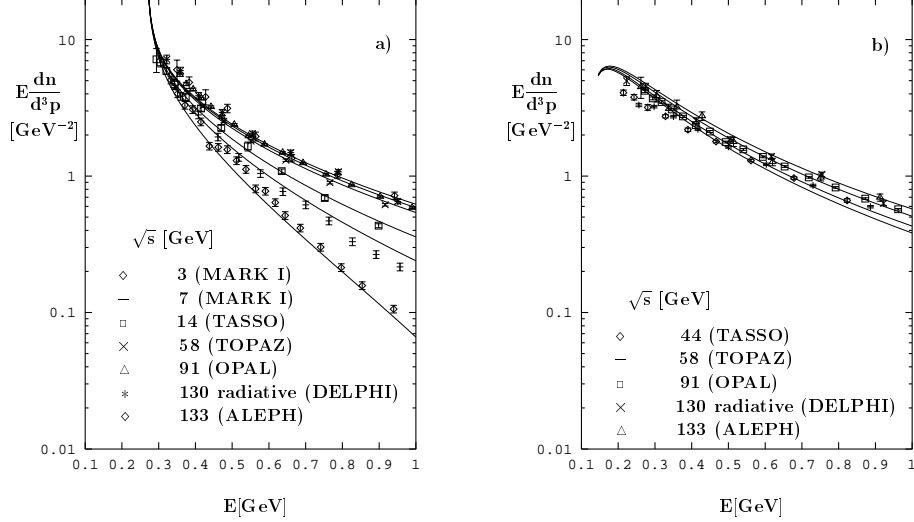 a)
10
1
0.1
0.01
E dn/d³p
[GeV⁻²]
√s [GeV]
3 (MARK I)
7 (MARK I)
14 (TASSO)
58 (TOPAZ)
91 (OPAL)
130 radiative (DELPHI)
133 (ALEPH)
0.1 0.2 0.3 0.4 0.5 0.6 0.7 0.8 0.9 1
E[GeV]
b)
10
1
0.1
0.01
E dn/d³p
[GeV⁻²]
√s [GeV]
44 (TASSO)
58 (TOPAZ)
91 (OPAL)
130 radiative (DELPHI)
133 (ALEPH)
0.1 0.2 0.3 0.4 0.5 0.6 0.7 0.8 0.9 1
E[GeV]